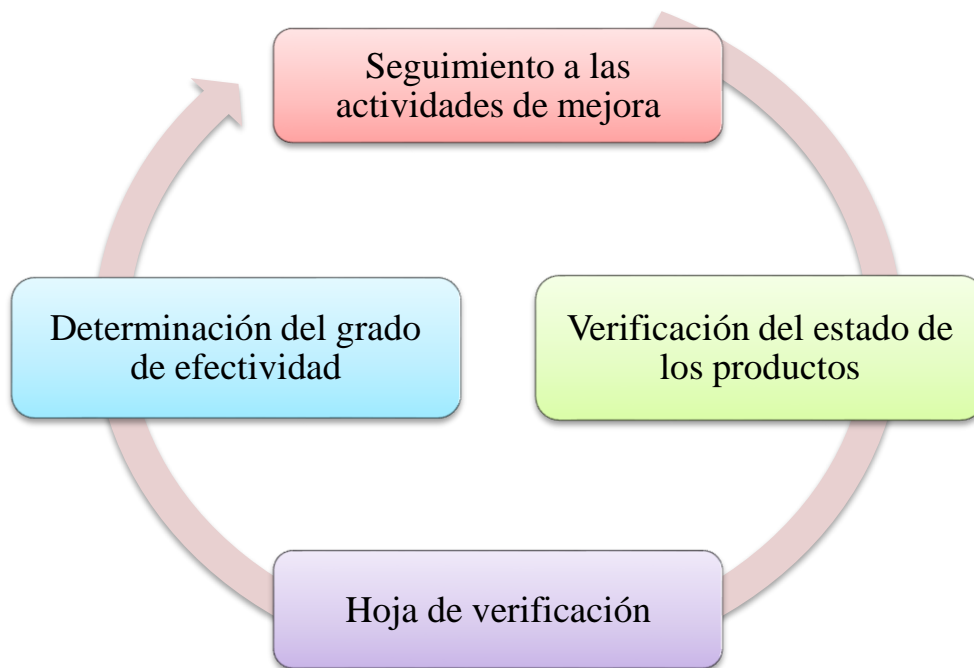 Seguimiento a las
actividades de mejora
Verificación del estado de
los productos
Hoja de verificación
Determinación del grado
de efectividad